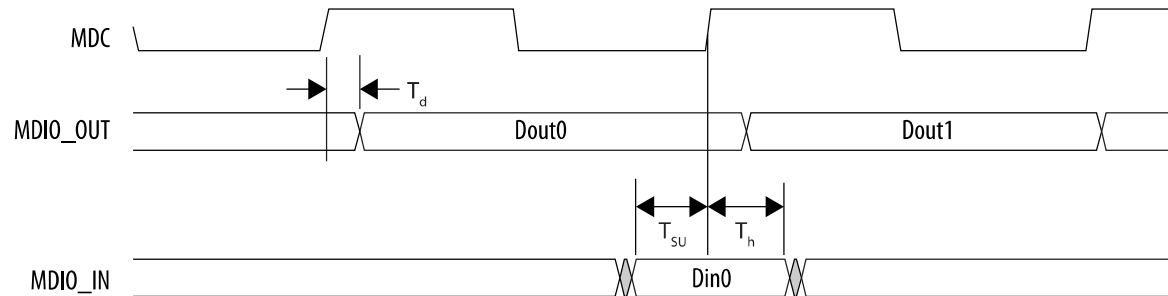 MDC
T_d
MDIO_OUT Dout0 Dout1
T_SU T_h
MDIO_IN Din0